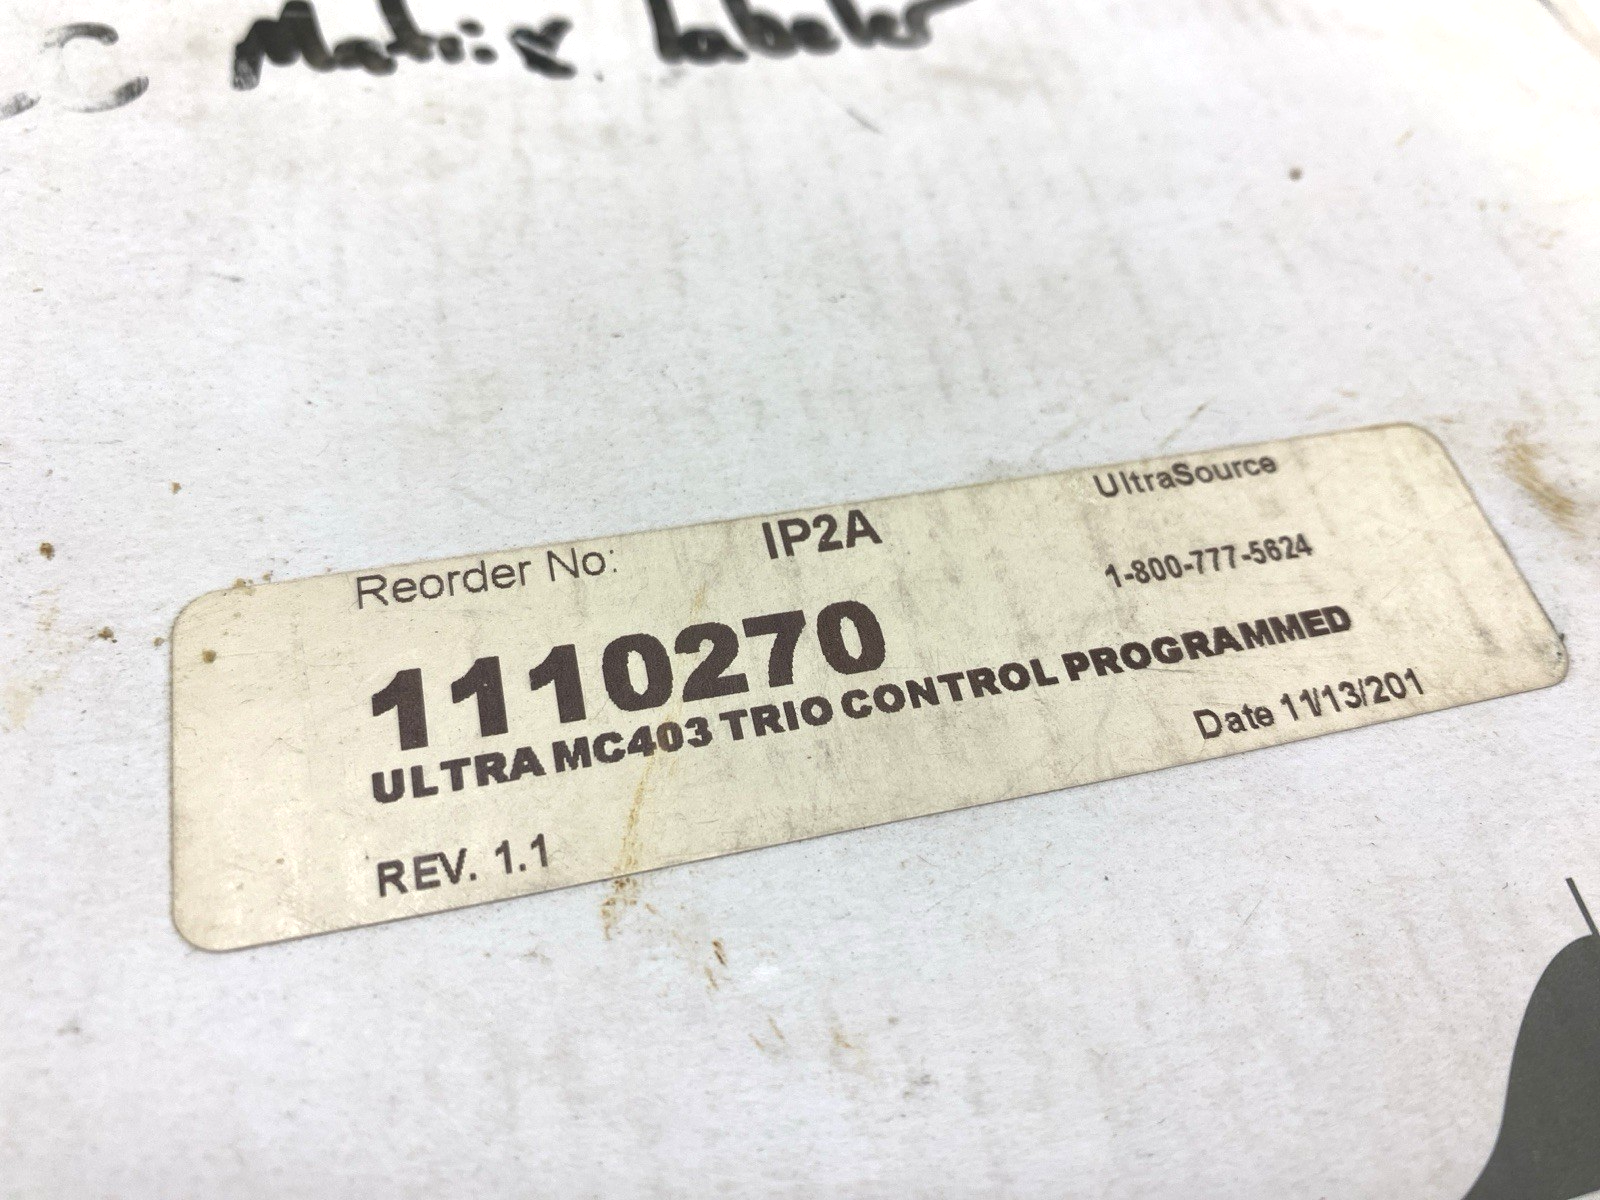 C Matrix labeler
Reorder No: IP2A UltraSource
1-800-777-5624
1110270
ULTRA MC403 TRIO CONTROL PROGRAMMED
Date 11/13/201
REV. 1.1